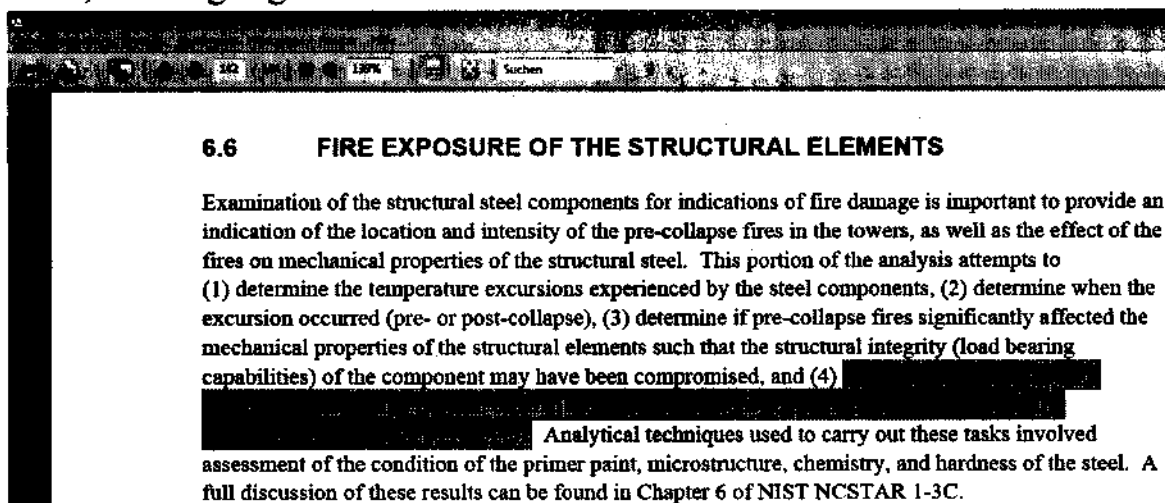 102
139%
Suchen
6.6 FIRE EXPOSURE OF THE STRUCTURAL ELEMENTS
Examination of the structural steel components for indications of fire damage is important to provide an
indication of the location and intensity of the pre-collapse fires in the towers, as well as the effect of the
fires on mechanical properties of the structural steel. This portion of the analysis attempts to
(1) determine the temperature excursions experienced by the steel components, (2) determine when the
excursion occurred (pre- or post-collapse), (3) determine if pre-collapse fires significantly affected the
mechanical properties of the structural elements such that the structural integrity (load bearing
capabilities) of the component may have been compromised, and (4)
Analytical techniques used to carry out these tasks involved
assessment of the condition of the primer paint, microstructure, chemistry, and hardness of the steel. A
full discussion of these results can be found in Chapter 6 of NIST NCSTAR 1-3C.